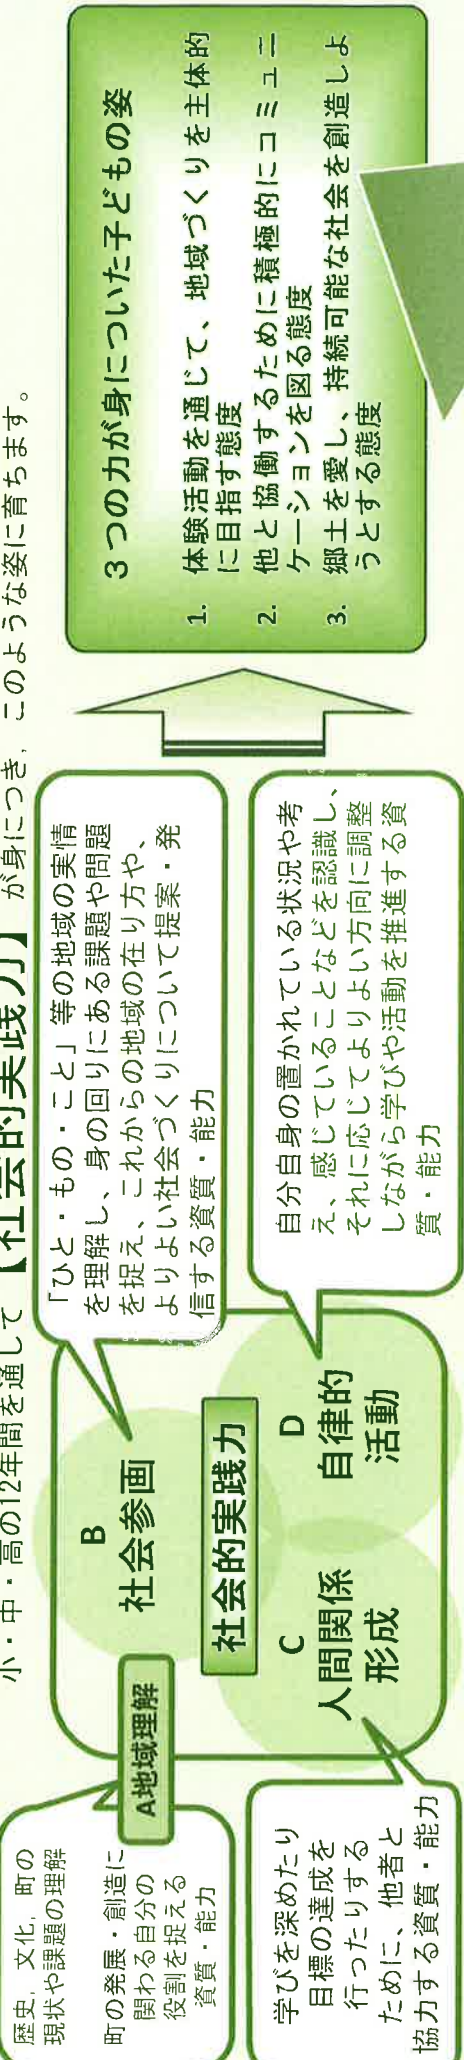 小・中・高の12年間を通して【社会的実践力】が身につき，このような姿に育ちます。
歴史，文化，町の
現状や課題の理解
町の発展・創造に
関わる自分の
役割を捉える
資質・能力
A地域理解
B
社会参画
「ひと・もの・こと」等の地域の実情
を理解し、身の回りにある課題や問題
を捉え、これからの地域の在り方や、
よりよい社会づくりについて提案・発
信する資質・能力
社会的実践力
C
人間関係
形成
学びを深めたり
目標の達成を
行ったりする
ために、他者と
協力する資質・能力
D
自律的
活動
自分自身の置かれている状況や考
え、感じていることなどを認識し、
それに応じてよりよい方向に調整
しながら学びや活動を推進する資
質・能力
３つの力が身についた子どもの姿
1. 体験活動を通じて、地域づくりを主体的
に目指す態度
2. 他と協働するために積極的にコミュニ
ケーションを図る態度
3. 郷土を愛し、持続可能な社会を創造しよ
うとする態度